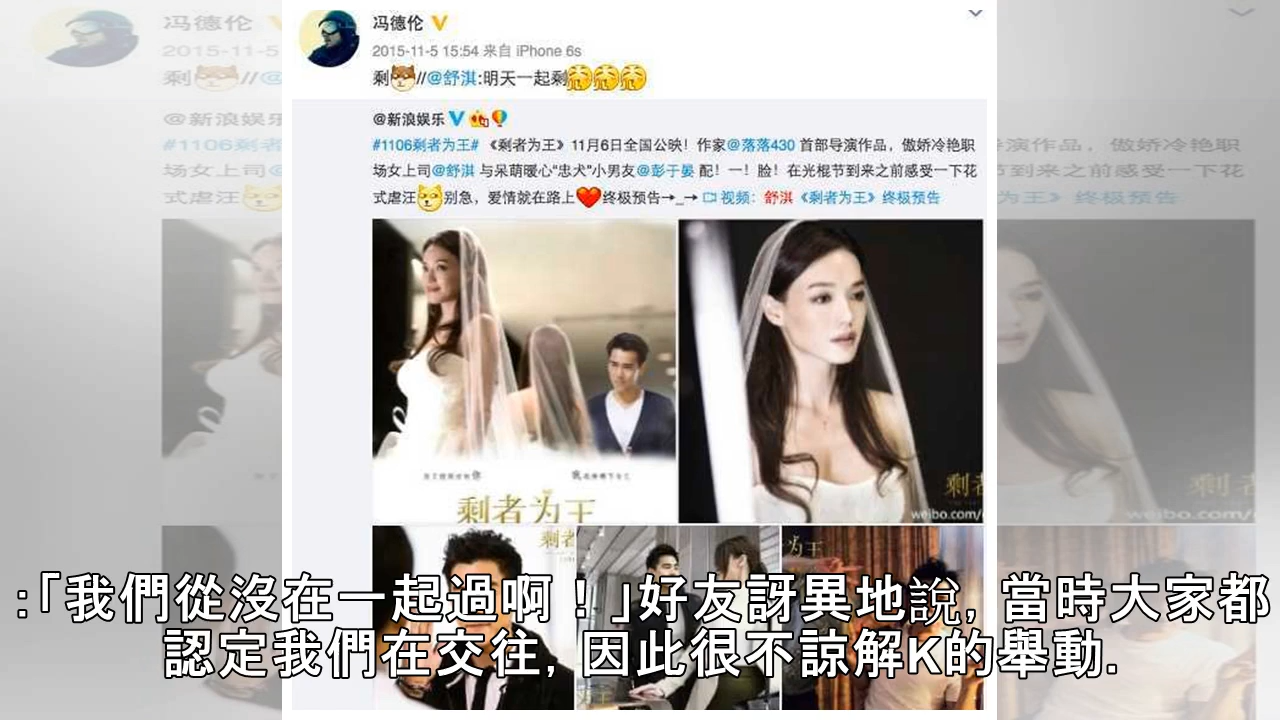 冯德伦
2015-11-5 15:54 来自 iPhone 6s
剩//@舒淇:明天一起剩
@新浪娱乐
#1106剩者为王# 《剩者为王》11月6日全国公映！作家@落落430 首部导演作品，傲娇冷艳职
场女上司@舒淇 与呆萌暖心“忠犬”小男友@彭于晏 配！一！脸！在光棍节到来之前感受一下花
式虐汪别急，爱情就在路上终极预告→_→ 视频：舒淇《剩者为王》终极预告
剩者为王
剩者
weibo.com/
为王
:「我們從沒在一起過啊！」好友訝異地說, 當時大家都
認定我們在交往, 因此很不諒解K的舉動.